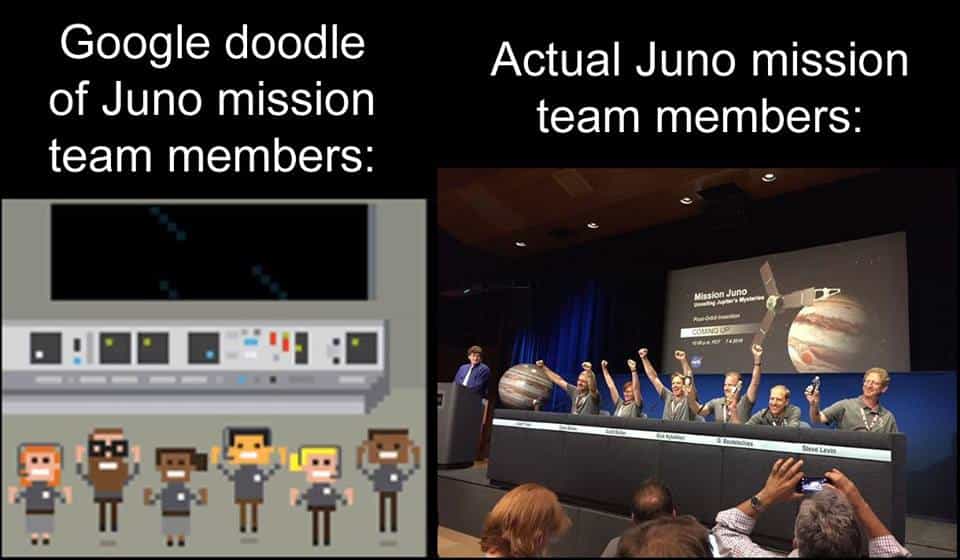 Google doodle
of Juno mission
team members:
Actual Juno mission
team members:
Mission Juno
Unveiling Jupiter's Mysteries
Post-Orbit Insertion
COMING UP
NASA
Steve Levin